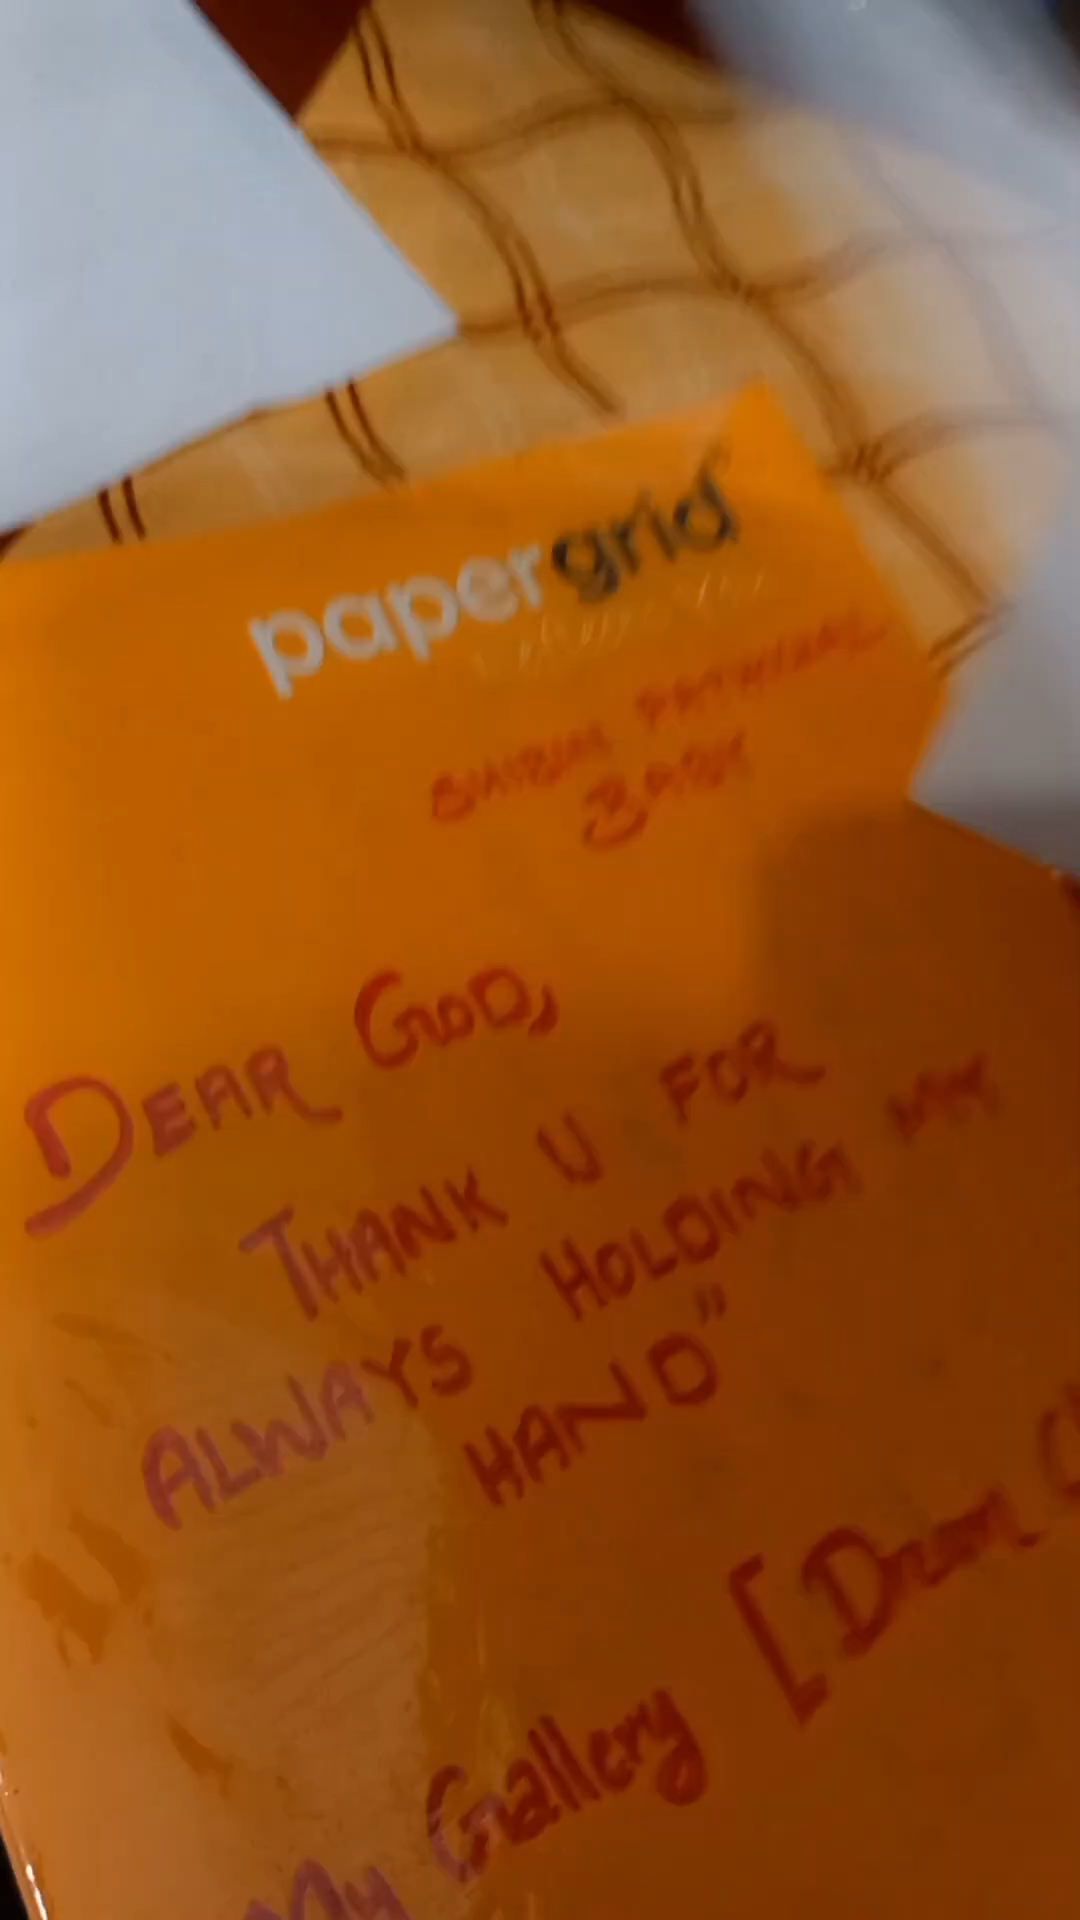 papergrid
DEAR GOD,
THANK U FOR
ALWAYS HOLDING MY
HAND"
My Gallery [Dream